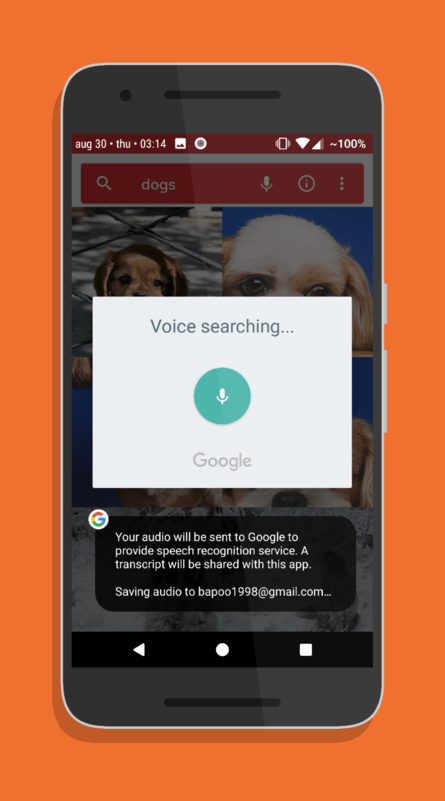 aug 30 • thu • 03:14 ~100%
dogs
Voice searching...
Google
Your audio will be sent to Google to
provide speech recognition service. A
transcript will be shared with this app.
Saving audio to bapoo1998@gmail.com...